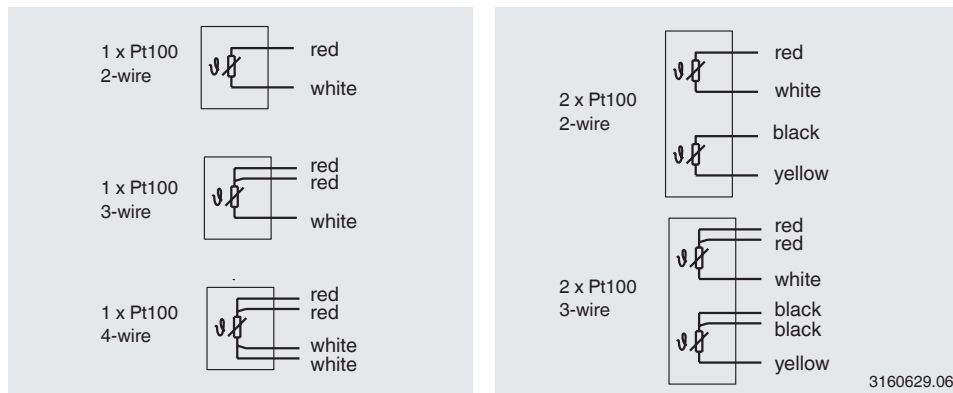 1 x Pt100
2-wire
red
white
1 x Pt100
3-wire
red
red
white
1 x Pt100
4-wire
red
red
white
white
2 x Pt100
2-wire
red
white
black
yellow
2 x Pt100
3-wire
red
red
white
black
black
yellow
3160629.06